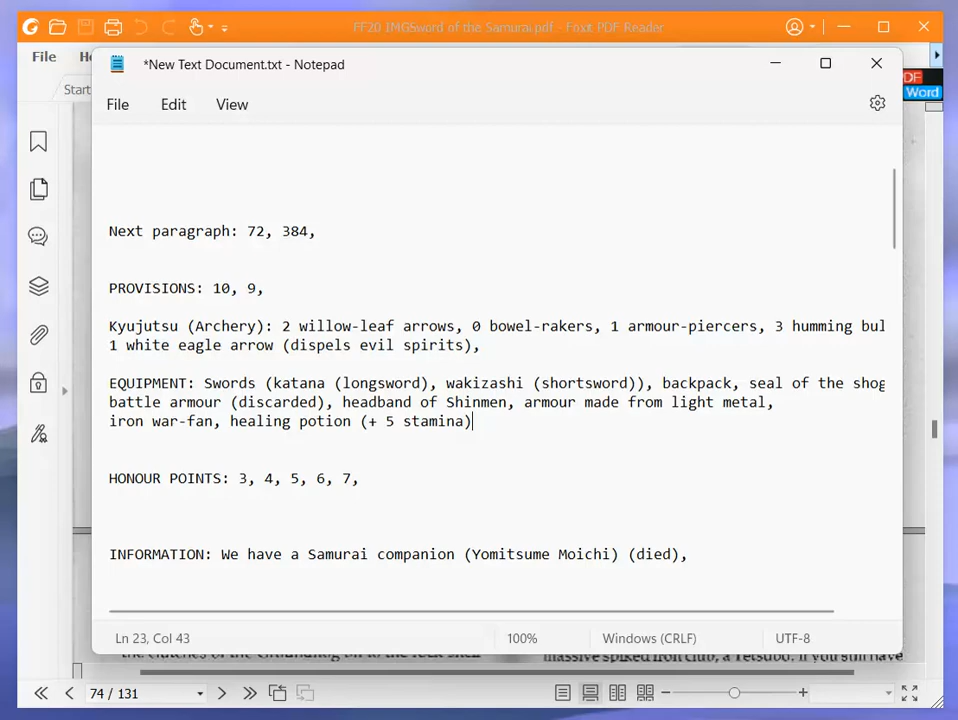 FF20 IMGSword of the Samurai.pdf - Foxit PDF Reader
File
Start
PDF
Word
*New Text Document.txt - Notepad
File Edit View
Next paragraph: 72, 384,
PROVISIONS: 10, 9,
Kyujutsu (Archery): 2 willow-leaf arrows, 0 bowel-rakers, 1 armour-piercers, 3 humming bul
1 white eagle arrow (dispels evil spirits),
EQUIPMENT: Swords (katana (longsword), wakizashi (shortsword)), backpack, seal of the shog
battle armour (discarded), headband of Shinmen, armour made from light metal,
iron war-fan, healing potion (+ 5 stamina)
HONOUR POINTS: 3, 4, 5, 6, 7,
INFORMATION: We have a Samurai companion (Yomitsume Moichi) (died),
Ln 23, Col 43 100% Windows (CRLF) UTF-8
massive spiked iron club, a Tetsubo. If you still have
74 / 131